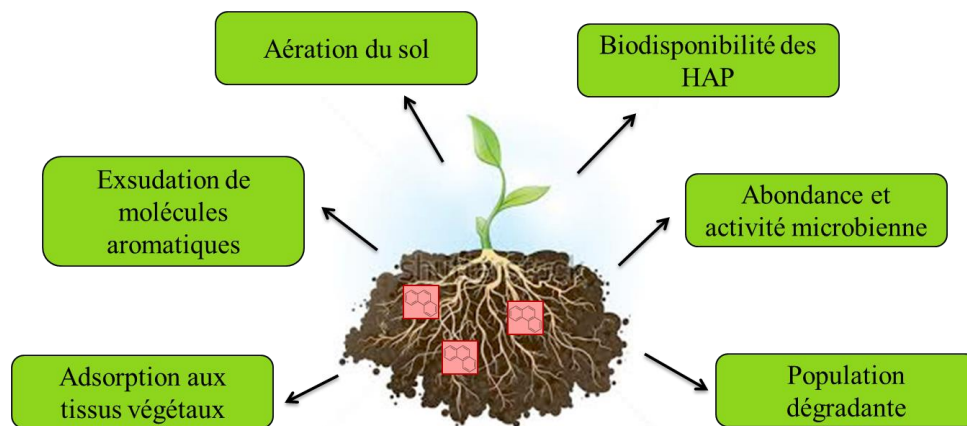 Aération du sol
Biodisponibilité des
HAP
Exsudation de
molécules
aromatiques
Abondance et
activité microbienne
Adsorption aux
tissus végétaux
Population
dégradante